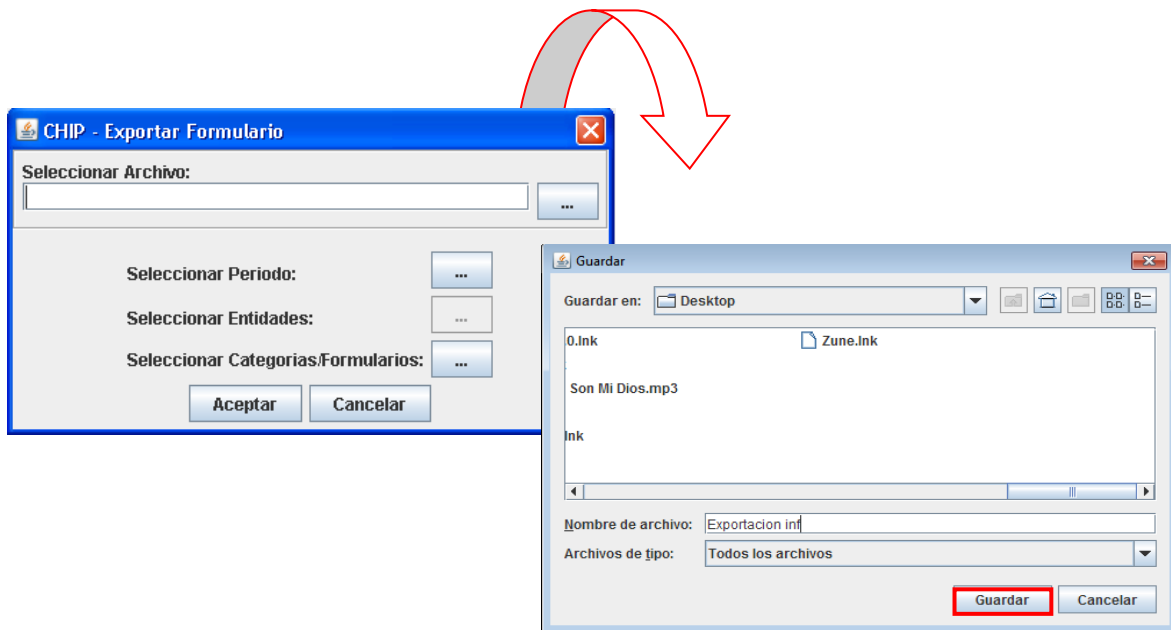 CHIP - Exportar Formulario
Seleccionar Archivo:
...
Seleccionar Periodo:
...
Seleccionar Entidades:
...
Seleccionar Categorias/Formularios:
...
Aceptar Cancelar
Guardar
Guardar en: Desktop
0.lnk Zune.lnk
Son Mi Dios.mp3
lnk
Nombre de archivo: Exportacion inf
Archivos de tipo: Todos los archivos
Guardar Cancelar